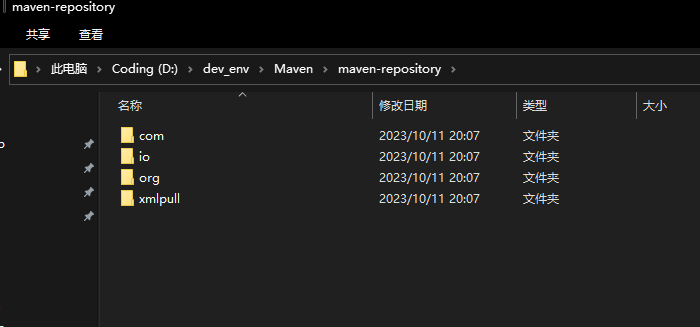 maven-repository
共享 查看
此电脑 Coding (D:) dev_env Maven maven-repository
名称 修改日期 类型 大小
com 2023/10/11 20:07 文件夹
io 2023/10/11 20:07 文件夹
org 2023/10/11 20:07 文件夹
xmlpull 2023/10/11 20:07 文件夹